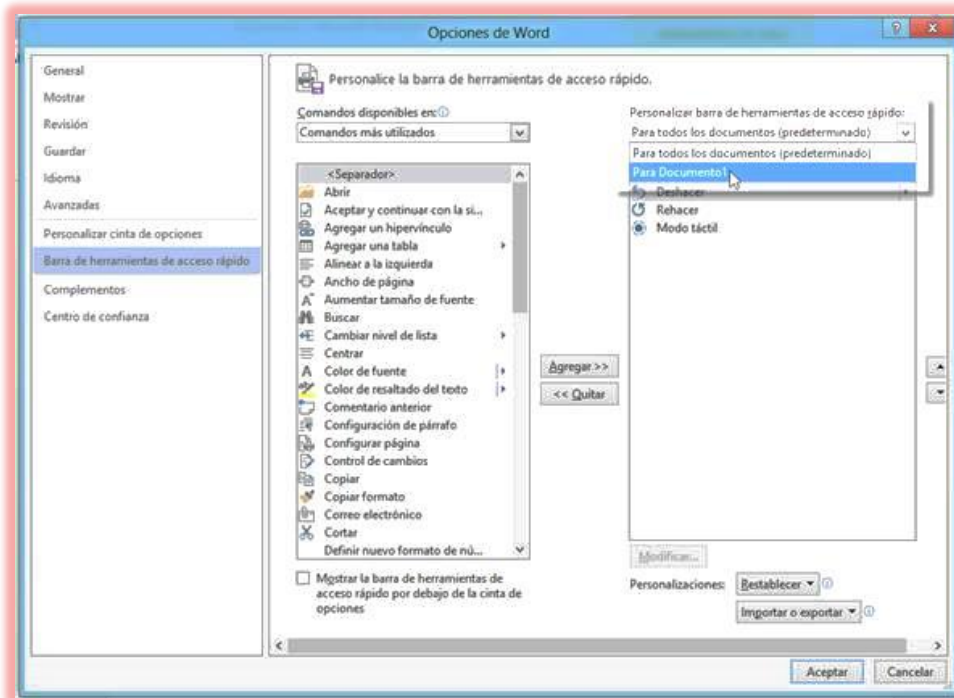 Opciones de Word
General
Mostrar
Revisión
Guardar
Idioma
Avanzadas
Personalizar cinta de opciones
Barra de herramientas de acceso rápido
Complementos
Centro de confianza
Personalice la barra de herramientas de acceso rápido.
Comandos disponibles en:
Comandos más utilizados
<Separador>
Abrir
Aceptar y continuar con la si...
Agregar un hipervínculo
Agregar una tabla
Alinear a la izquierda
Ancho de página
Aumentar tamaño de fuente
Buscar
Cambiar nivel de lista
Centrar
Color de fuente
Color de resaltado del texto
Comentario anterior
Configuración de párrafo
Configurar página
Control de cambios
Copiar
Copiar formato
Correo electrónico
Cortar
Definir nuevo formato de nú...
Mostrar la barra de herramientas de
acceso rápido por debajo de la cinta de
opciones
Agregar >>
<< Quitar
Personalizar barra de herramientas de acceso rápido:
Para todos los documentos (predeterminado)
Para todos los documentos (predeterminado)
Para Documento1
Deshacer
Rehacer
Modo táctil
Modificar...
Personalizaciones:
Restablecer
Importar o exportar
Aceptar
Cancelar